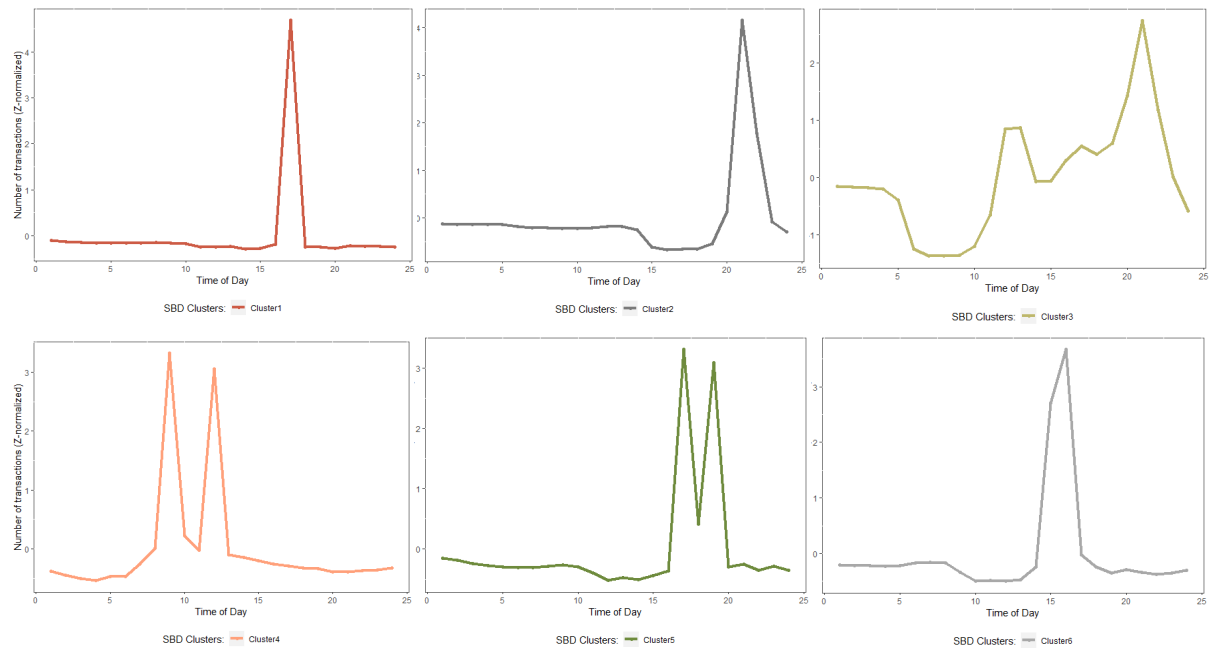 Number of transactions (Z-normalized)
4
3
2
1
0
0 5 10 15 20 25
Time of Day
SBD Clusters: Cluster1
4
3
2
1
0
0 5 10 15 20 25
Time of Day
SBD Clusters: Cluster2
2
1
0
1
0 5 10 15 20 25
Time of Day
SBD Clusters: Cluster3
Number of transactions (Z-normalized)
3
2
1
0
0 5 10 15 20 25
Time of Day
SBD Clusters: Cluster4
3
2
1
0
0 5 10 15 20 25
Time of Day
SBD Clusters: Cluster5
3
2
1
0
0 5 10 15 20 25
Time of Day
SBD Clusters: Cluster6